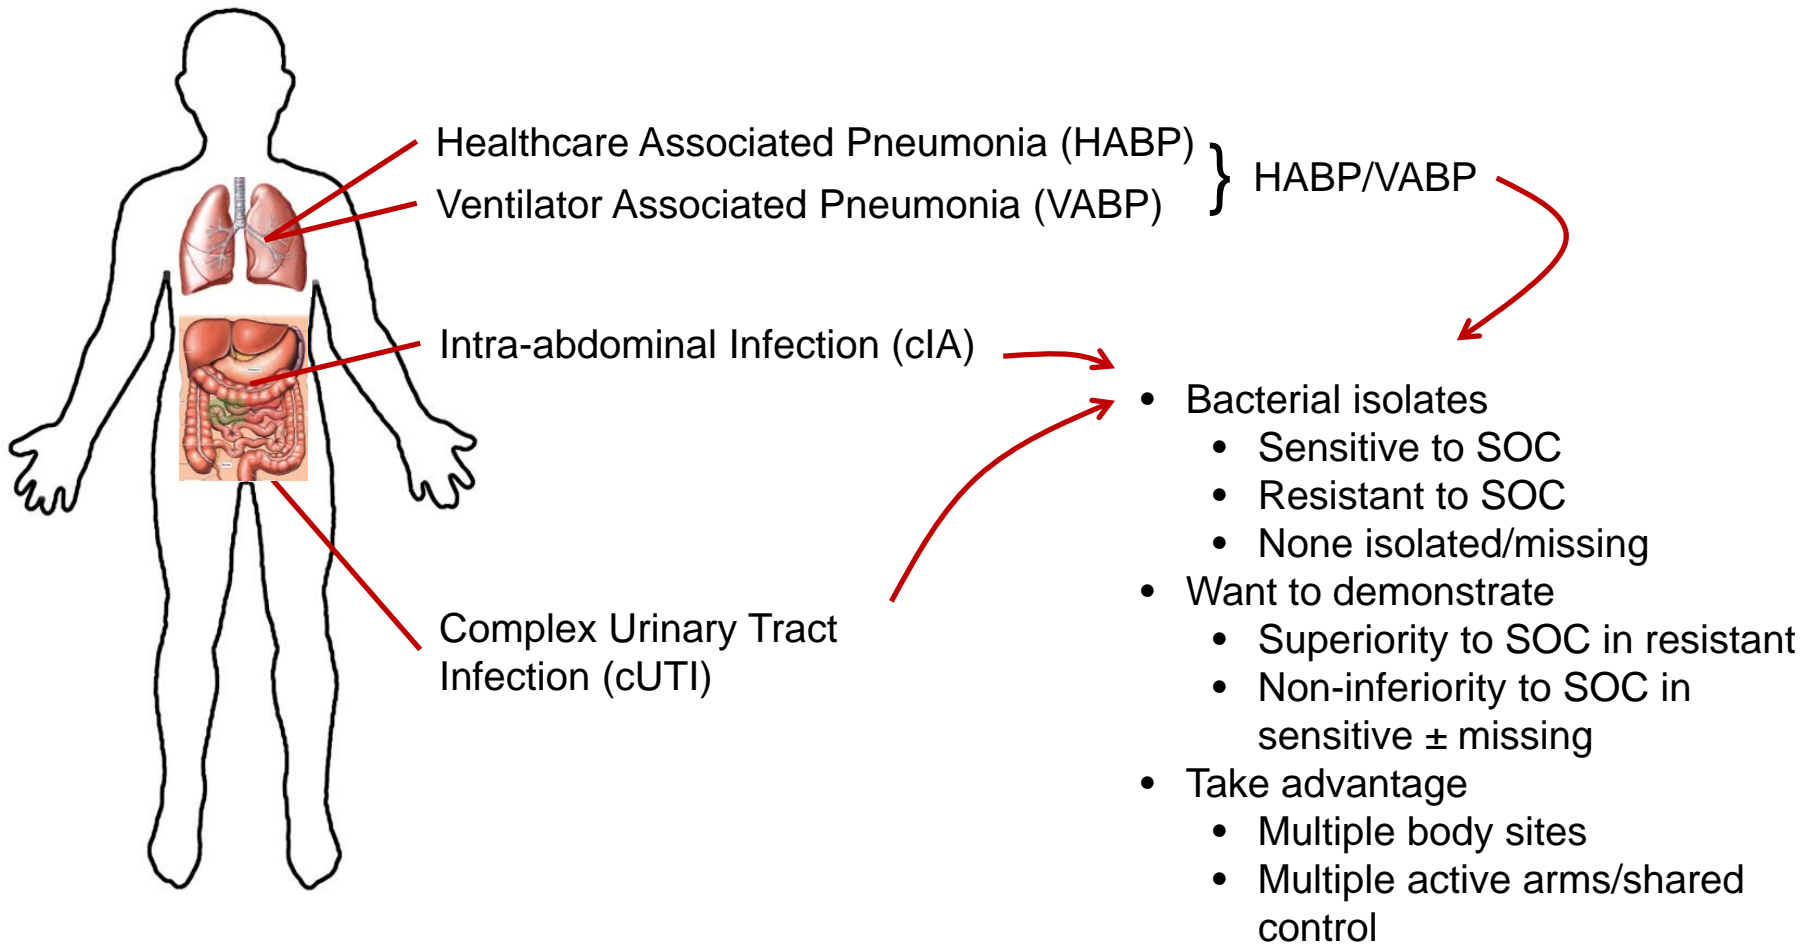 Healthcare Associated Pneumonia (HABP)
Ventilator Associated Pneumonia (VABP)
} HABP/VABP
Intra-abdominal Infection (cIA)
Complex Urinary Tract
Infection (cUTI)
• Bacterial isolates
• Sensitive to SOC
• Resistant to SOC
• None isolated/missing
• Want to demonstrate
• Superiority to SOC in resistant
• Non-inferiority to SOC in
sensitive ± missing
• Take advantage
• Multiple body sites
• Multiple active arms/shared
control